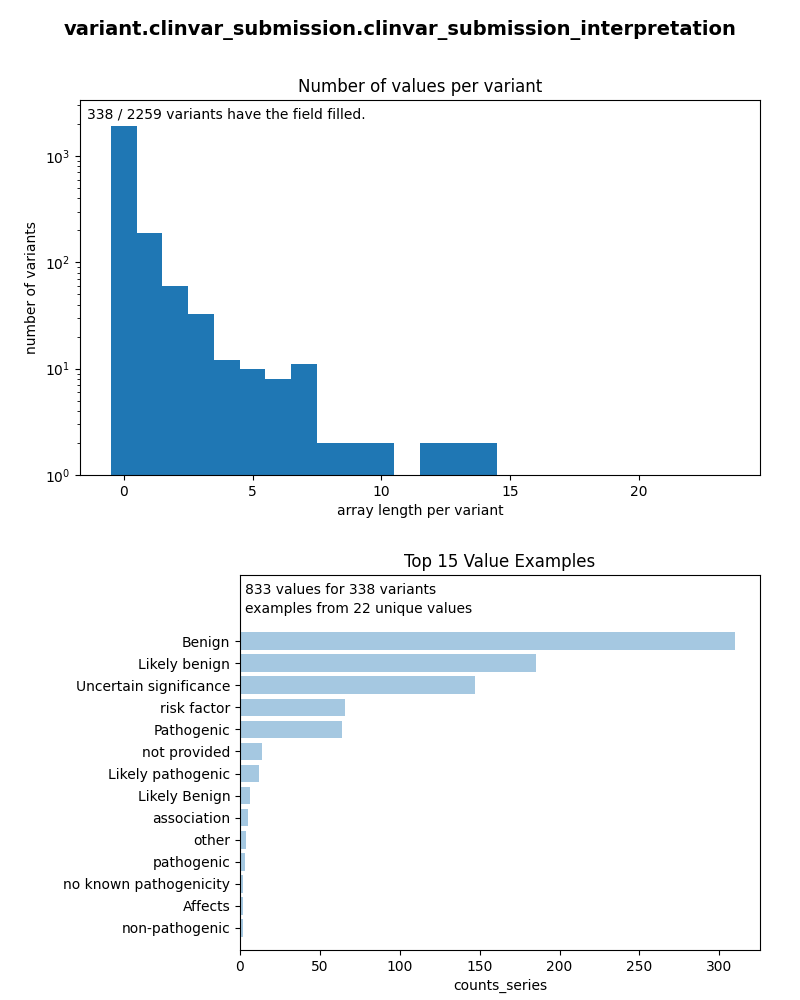 variant.clinvar_submission.clinvar_submission_interpretation
Number of values per variant
338 / 2259 variants have the field filled.
10³
10²
10¹
10⁰
number of variants
0 5 10 15 20
array length per variant
Top 15 Value Examples
833 values for 338 variants
examples from 22 unique values
Benign
Likely benign
Uncertain significance
risk factor
Pathogenic
not provided
Likely pathogenic
Likely Benign
association
other
pathogenic
no known pathogenicity
Affects
non-pathogenic
0 50 100 150 200 250 300
counts_series